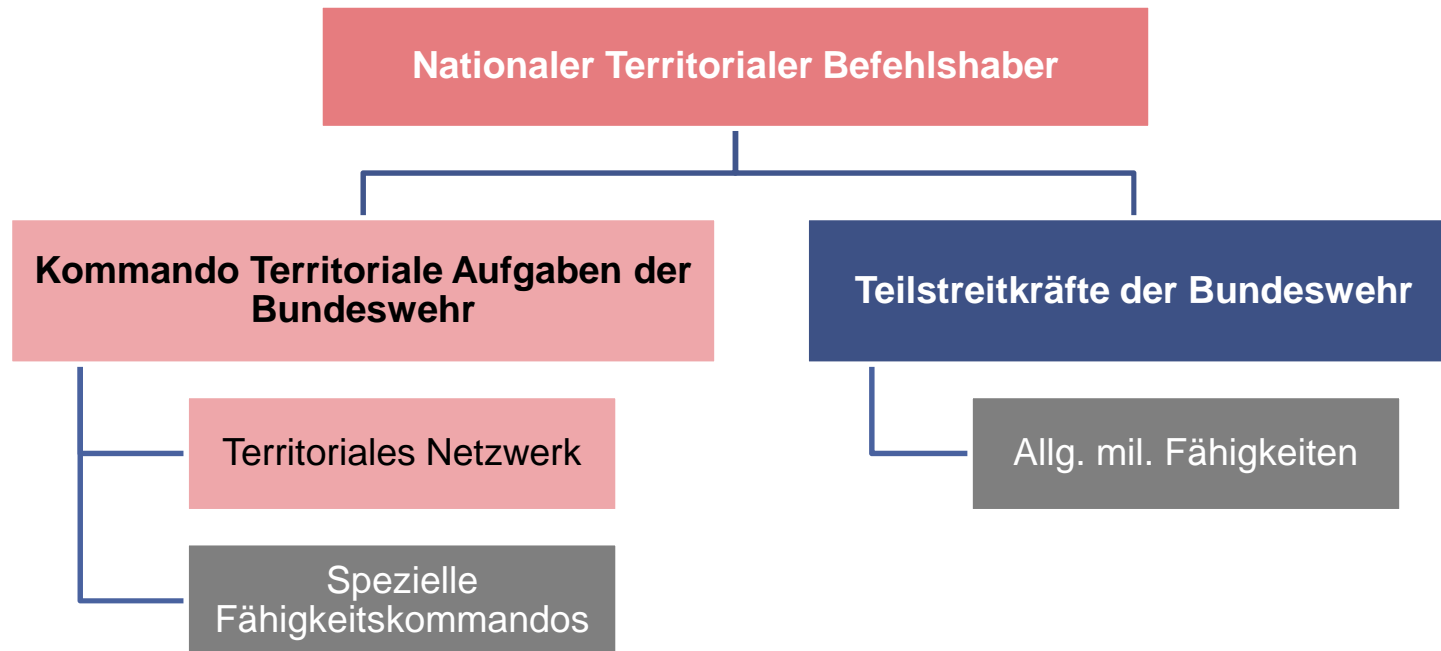 Nationaler Territorialer Befehlshaber
Kommando Territoriale Aufgaben der
Bundeswehr
Teilstreitkräfte der Bundeswehr
Territoriales Netzwerk
Allg. mil. Fähigkeiten
Spezielle
Fähigkeitskommandos